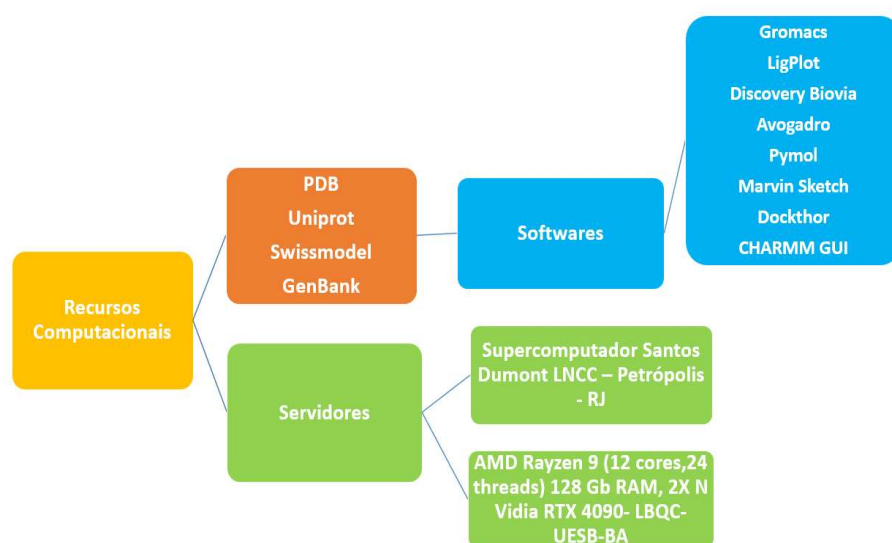 Recursos
Computacionais
PDB
Uniprot
Swissmodel
GenBank
Softwares
Gromacs
LigPlot
Discovery Biovia
Avogadro
Pymol
Marvin Sketch
Dockthor
CHARMM GUI
Servidores
Supercomputador Santos
Dumont LNCC – Petrópolis
- RJ
AMD Rayzen 9 (12 cores,24
threads) 128 Gb RAM, 2X N
Vidia RTX 4090- LBQC-
UESB-BA